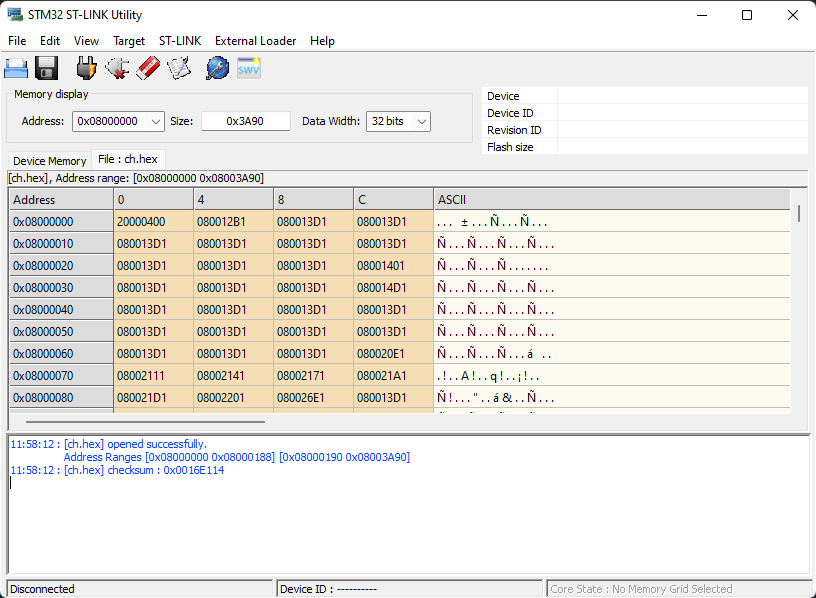 STM32 ST-LINK Utility
File Edit View Target ST-LINK External Loader Help
SWV
Memory display
Address: 0x08000000 Size: 0x3A90 Data Width: 32 bits
Device
Device ID
Revision ID
Flash size
Device Memory File : ch.hex
[ch.hex], Address range: [0x08000000 0x08003A90]
Address 0 4 8 C ASCII
0x08000000 20000400 080012B1 080013D1 080013D1 ... ±...Ñ...Ñ...
0x08000010 080013D1 080013D1 080013D1 080013D1 Ñ...Ñ...Ñ...Ñ...
0x08000020 080013D1 080013D1 080013D1 08001401 Ñ...Ñ...Ñ.......
0x08000030 080013D1 080013D1 080013D1 080014D1 Ñ...Ñ...Ñ...Ñ...
0x08000040 080013D1 080013D1 080013D1 080013D1 Ñ...Ñ...Ñ...Ñ...
0x08000050 080013D1 080013D1 080013D1 080013D1 Ñ...Ñ...Ñ...Ñ...
0x08000060 080013D1 080013D1 080013D1 080020E1 Ñ...Ñ...Ñ...á ..
0x08000070 08002111 08002141 08002171 080021A1 .!..A!..q!..¡!..
0x08000080 080021D1 08002201 080026E1 080013D1 Ñ!..."..á&..Ñ...
11:58:12 : [ch.hex] opened successfully.
Address Ranges [0x08000000 0x08000188] [0x08000190 0x08003A90]
11:58:12 : [ch.hex] checksum : 0x0016E114
Disconnected Device ID : ---------- Core State : No Memory Grid Selected